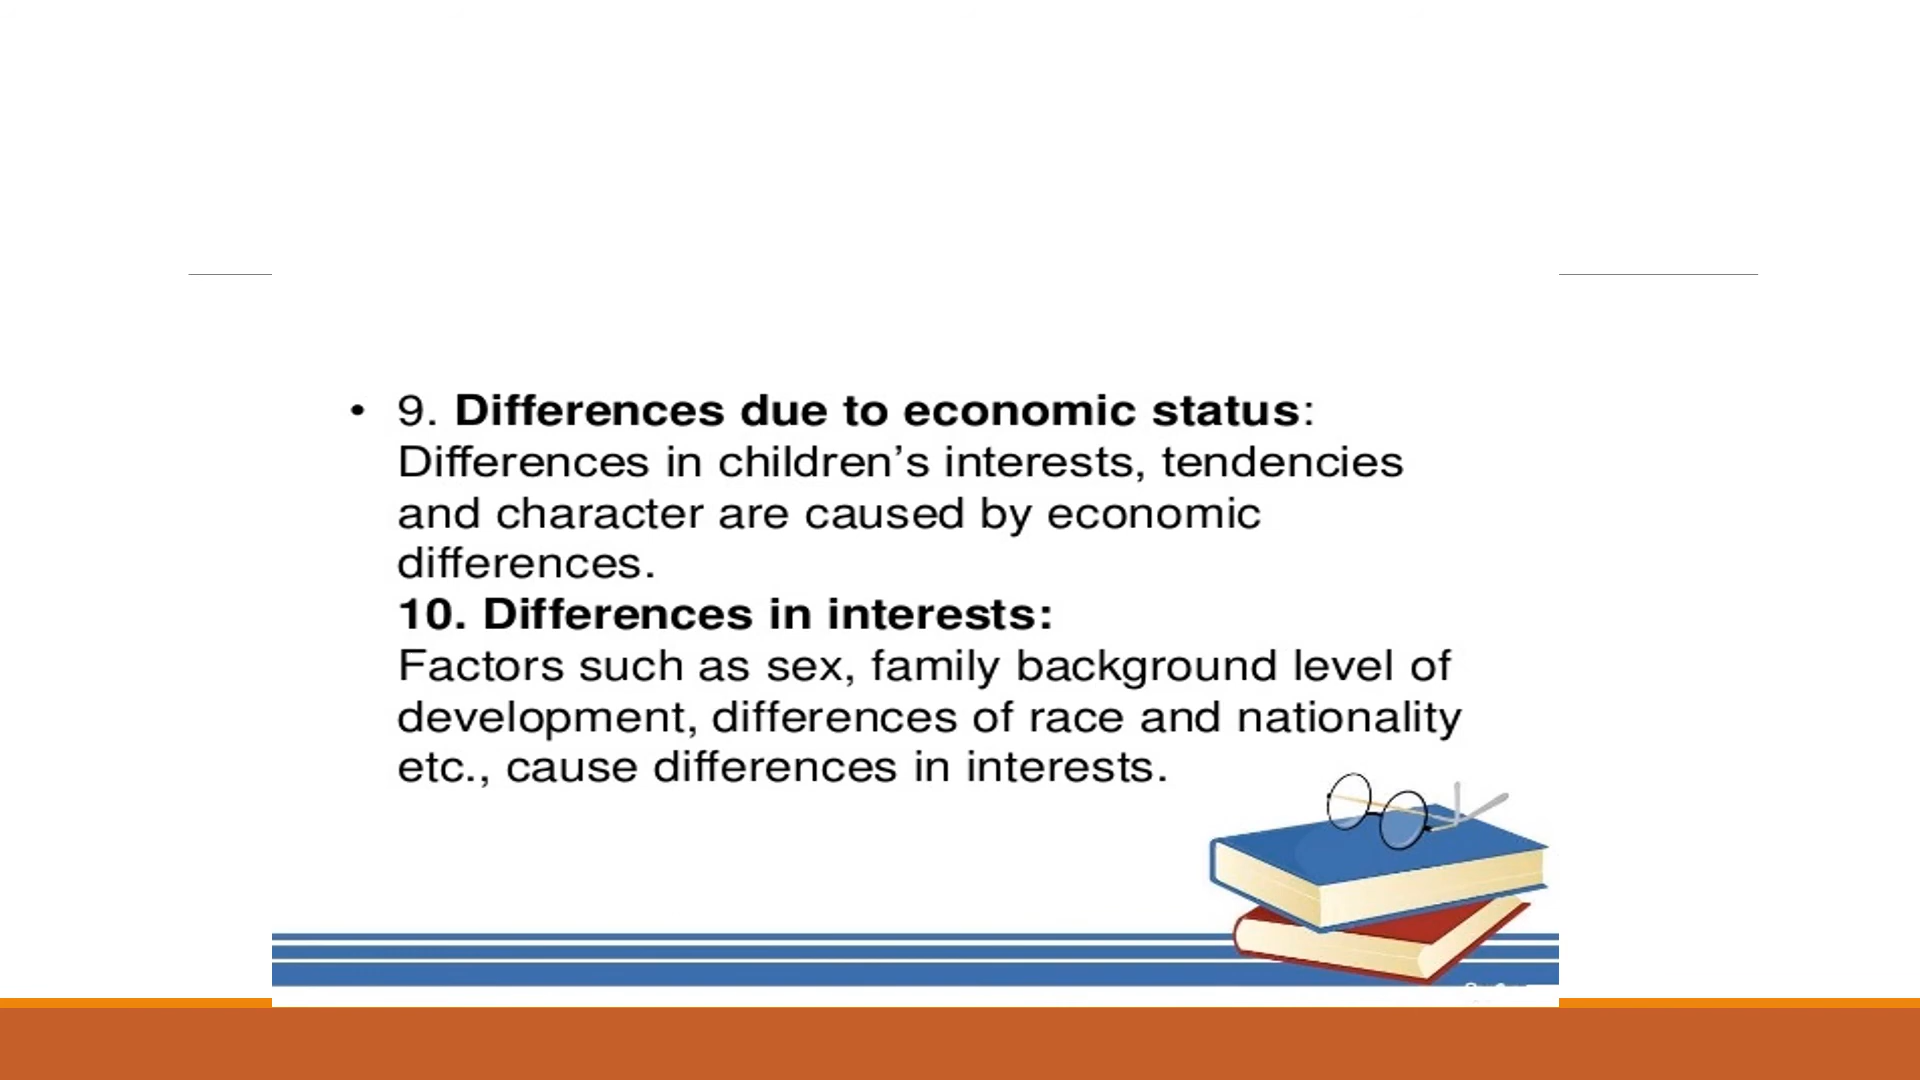 • 9. Differences due to economic status:
Differences in children’s interests, tendencies
and character are caused by economic
differences.
10. Differences in interests:
Factors such as sex, family background level of
development, differences of race and nationality
etc., cause differences in interests.